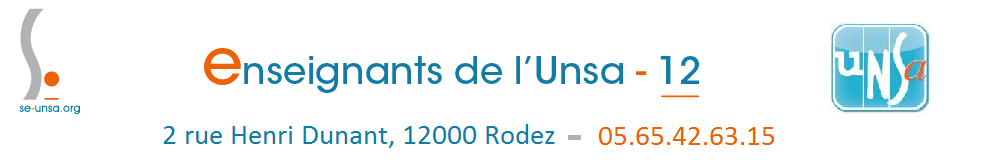 enseignants de l'Unsa - 12
unsa
se-unsa.org
2 rue Henri Dunant, 12000 Rodez – 05.65.42.63.15